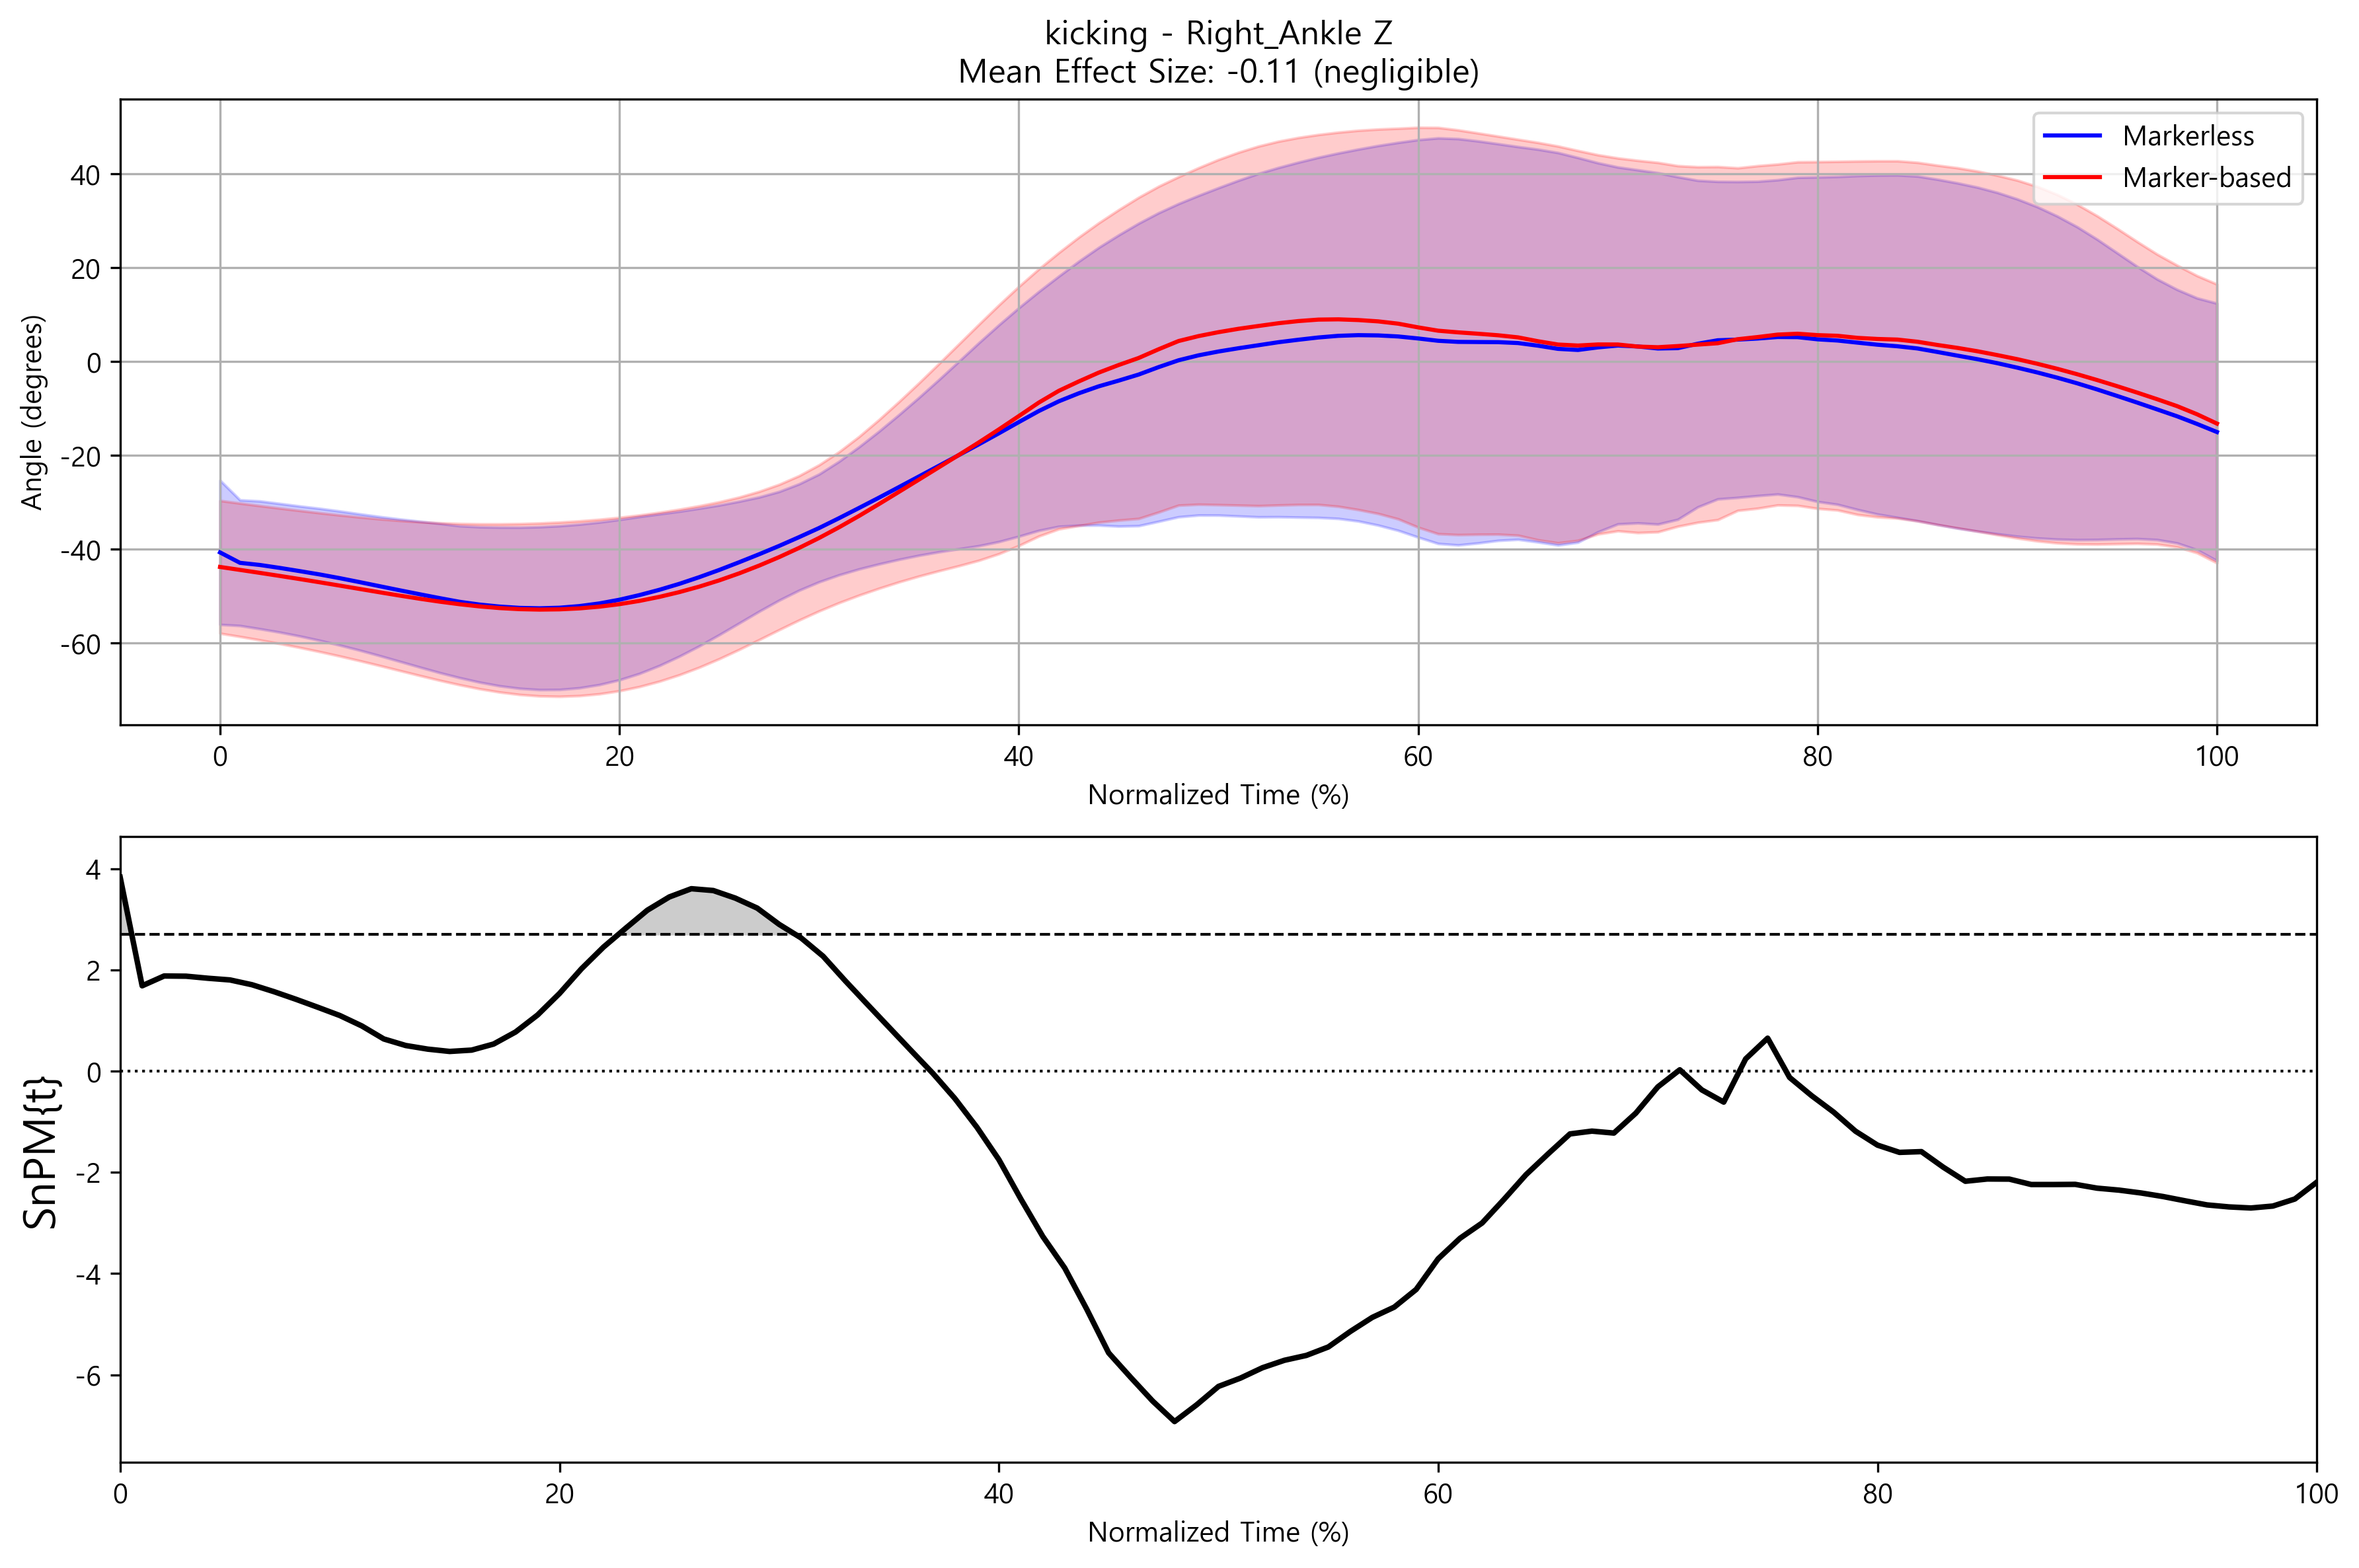 kicking - Right_Ankle Z
Mean Effect Size: -0.11 (negligible)
Markerless
Marker-based
Angle (degrees)
40
20
0
-20
-40
-60
0 20 40 60 80 100
Normalized Time (%)
SnPM{t}
4
2
0
-2
-4
-6
0 20 40 60 80 100
Normalized Time (%)